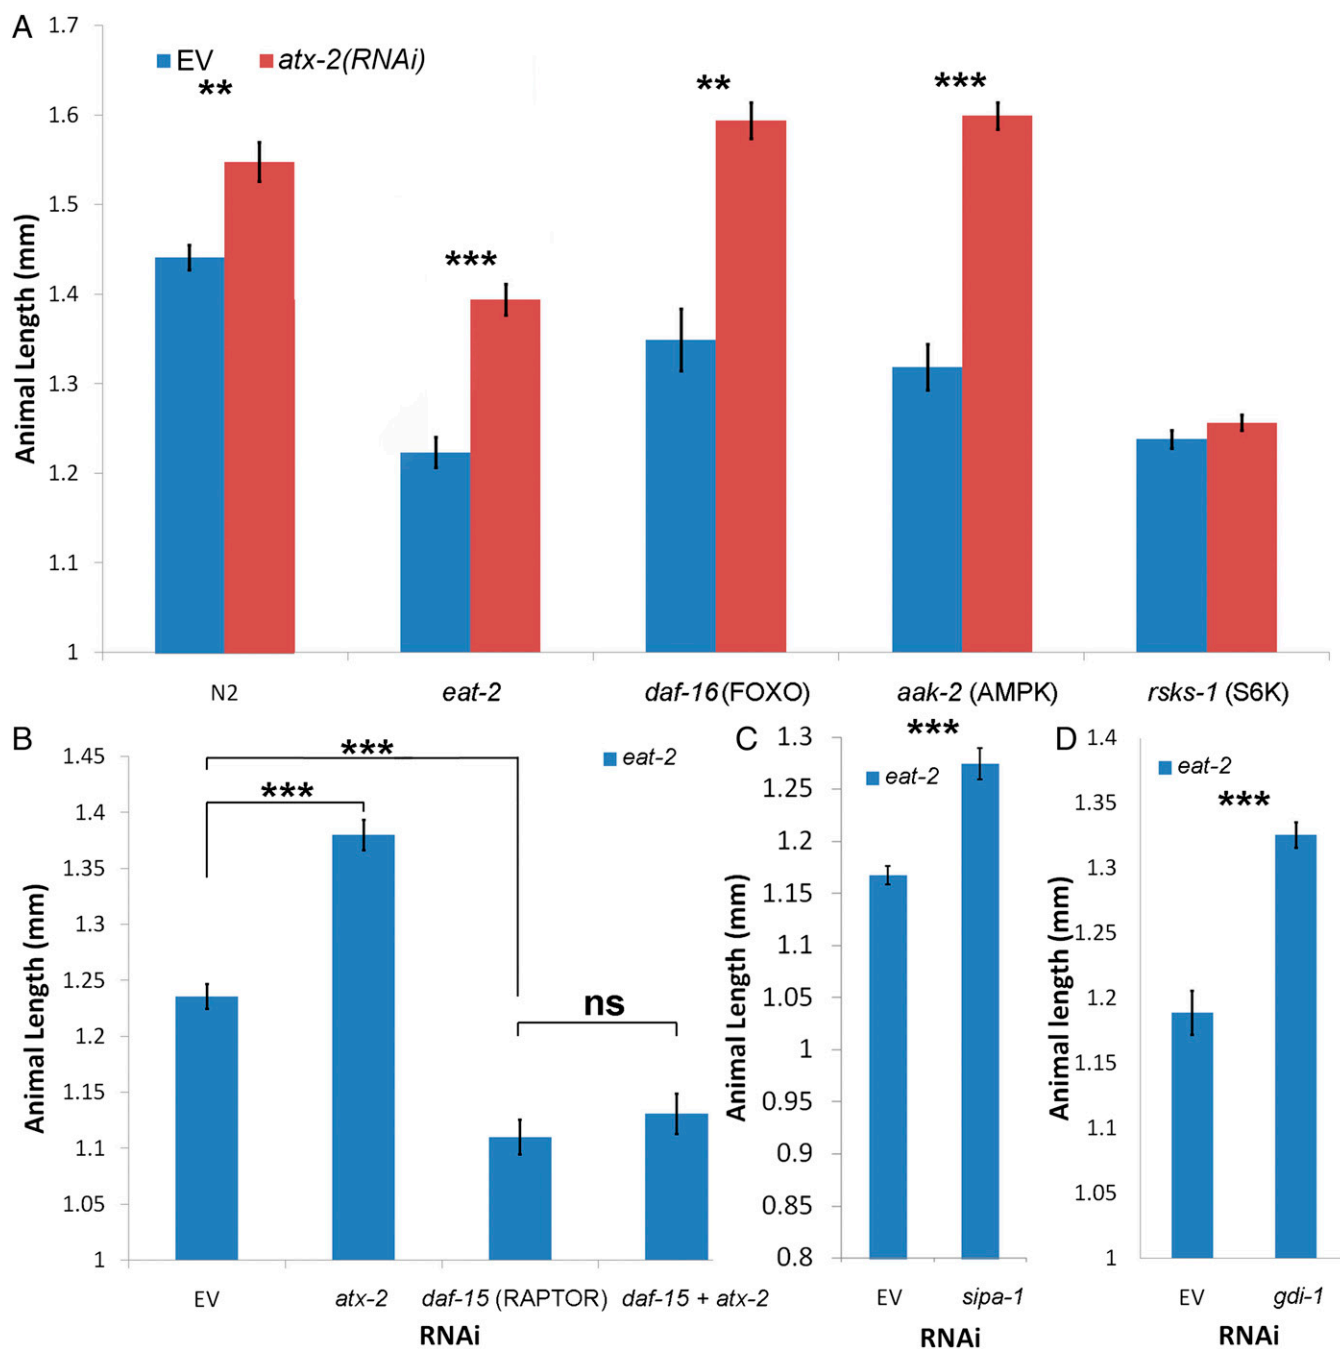 A
1.7
EV atx-2(RNAi)
** ** ***
1.6
1.5
***
1.4
1.3
1.2
1.1
1
Animal Length (mm)
N2 eat-2 daf-16 (FOXO) aak-2 (AMPK) rsks-1 (S6K)
B
1.45
*** eat-2
***
1.4
1.35
1.3
1.25
1.2
ns
1.15
1.1
1.05
1
Animal Length (mm)
EV atx-2 daf-15 (RAPTOR) daf-15 + atx-2
RNAi
C
***
1.3
eat-2
1.25
1.2
1.15
1.1
1.05
1
0.95
0.9
0.85
0.8
Animal Length (mm)
EV sipa-1
RNAi
D
1.4
eat-2
***
1.35
1.3
1.25
1.2
1.15
1.1
1.05
1
Animal length (mm)
EV gdi-1
RNAi